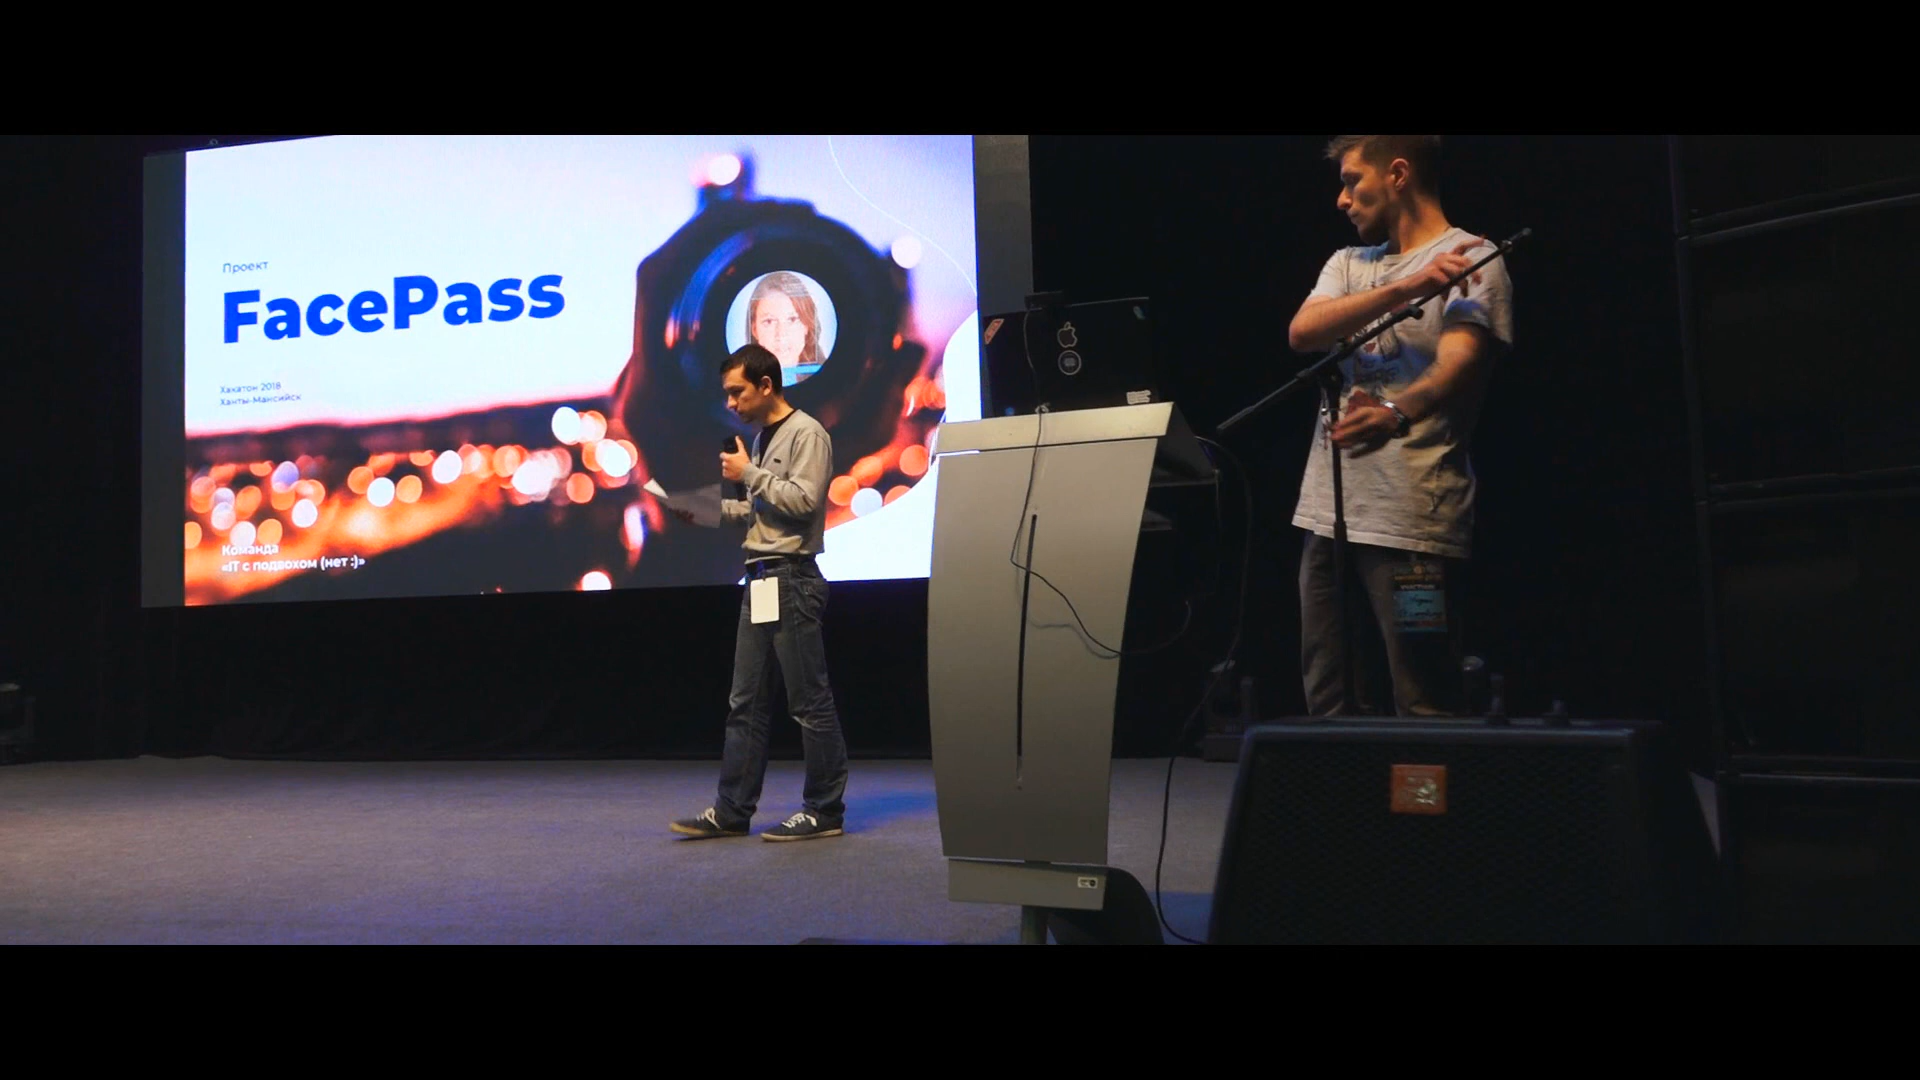 Проект
FacePass
Хакатон 2018
Ханты-Мансийск
Команда
«IT с подвохом (нет :)»